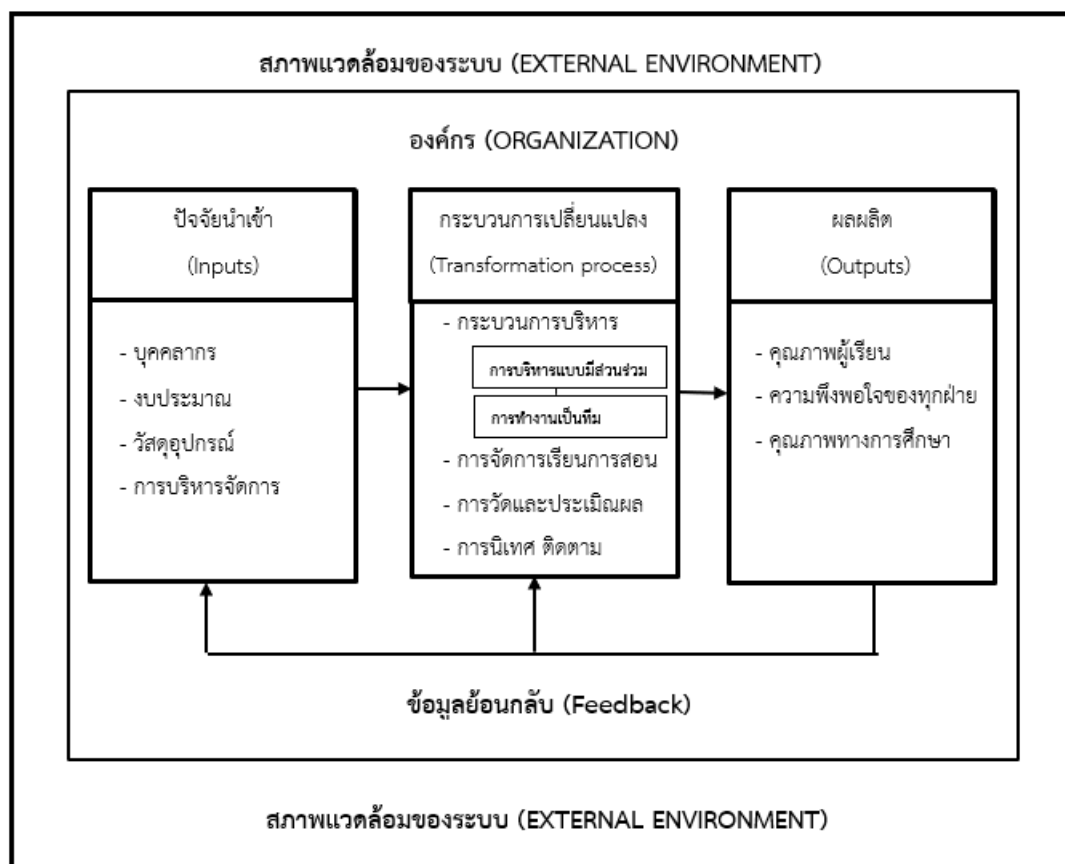 สภาพแวดล้อมของระบบ (EXTERNAL ENVIRONMENT)
องค์กร (ORGANIZATION)
ปัจจัยนำเข้า
(Inputs)
- บุคคลากร
- งบประมาณ
- วัสดุอุปกรณ์
- การบริหารจัดการ
กระบวนการเปลี่ยนแปลง
(Transformation process)
- กระบวนการบริหาร
การบริหารแบบมีส่วนร่วม
การทำงานเป็นทีม
- การจัดการเรียนการสอน
- การวัดและประเมิณผล
- การนิเทศ ติดตาม
ผลผลิต
(Outputs)
- คุณภาพผู้เรียน
- ความพึงพอใจของทุกฝ่าย
- คุณภาพทางการศึกษา
ข้อมูลย้อนกลับ (Feedback)
สภาพแวดล้อมของระบบ (EXTERNAL ENVIRONMENT)